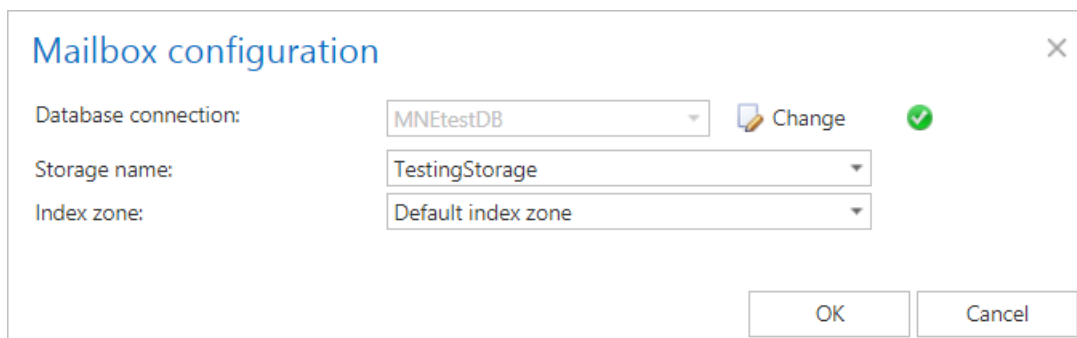 Mailbox configuration
Database connection: MNEtestDB Change
Storage name: TestingStorage
Index zone: Default index zone
OK Cancel